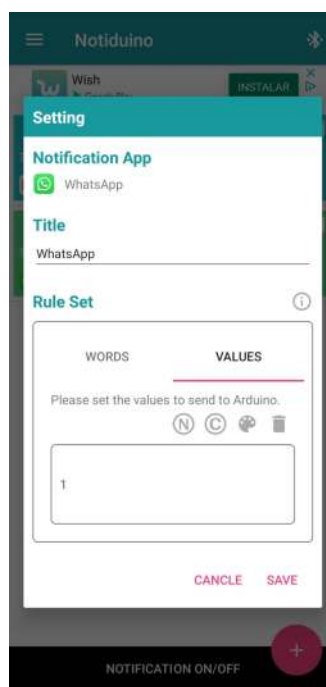 Notiduino
Wish
INSTALAR
Setting
Notification App
WhatsApp
Title
WhatsApp
Rule Set
WORDS VALUES
Please set the values to send to Arduino.
N C
1
CANCLE SAVE
NOTIFICATION ON/OFF